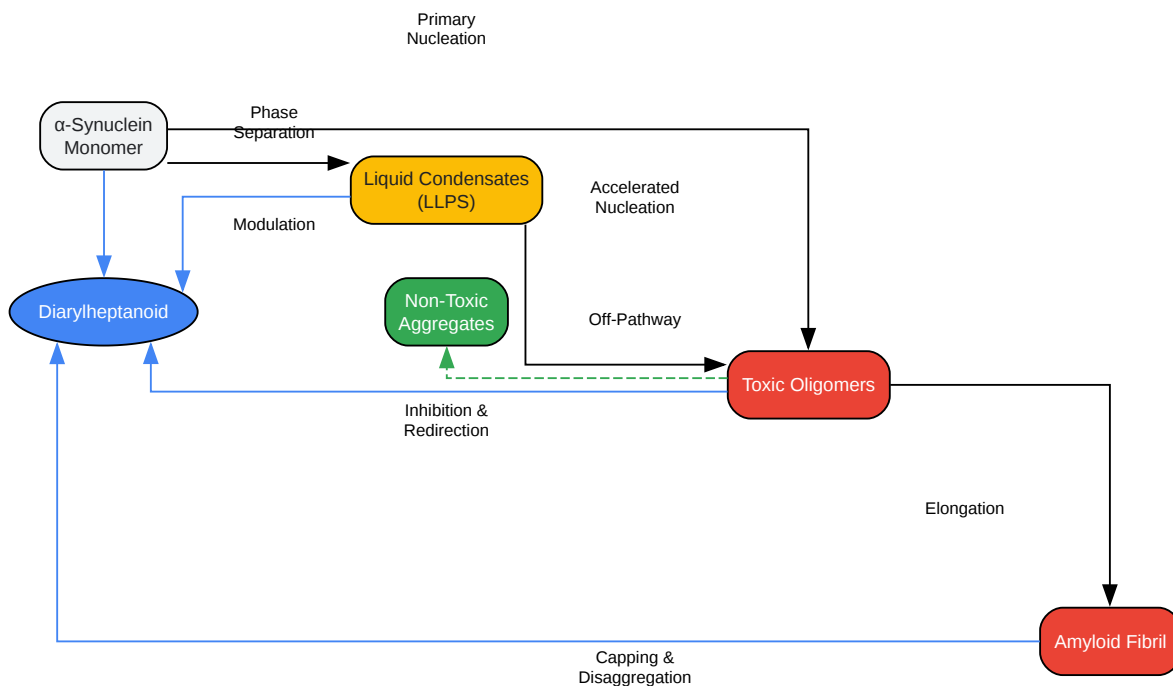 Primary
Nucleation
α-Synuclein
Monomer
Phase
Separation
Liquid Condensates
(LLPS)
Accelerated
Nucleation
Modulation
Diarylheptanoid
Non-Toxic
Aggregates
Off-Pathway
Toxic Oligomers
Inhibition &
Redirection
Elongation
Amyloid Fibril
Capping &
Disaggregation